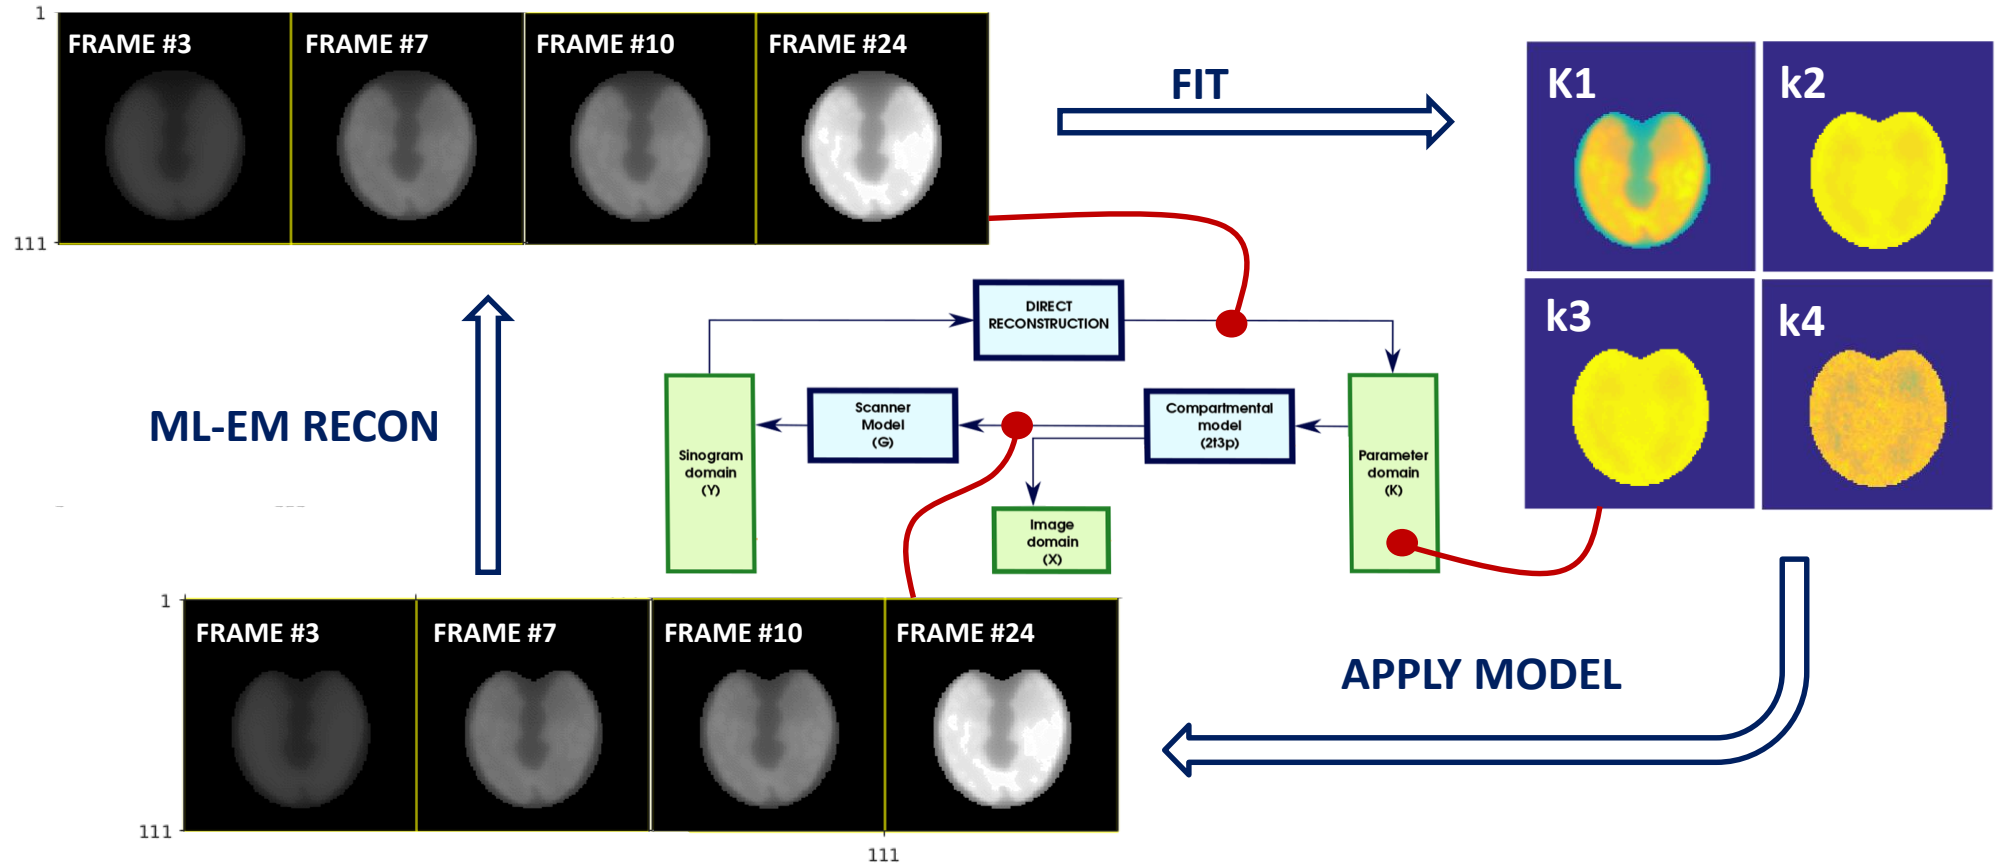 1
FRAME #3
FRAME #7
FRAME #10
FRAME #24
111
FIT
K1
k2
k3
k4
DIRECT
RECONSTRUCTION
Scanner
Model
(G)
Compartmental
model
(2t3p)
Sinogram
domain
(Y)
Parameter
domain
(K)
Image
domain
(X)
ML-EM RECON
1
FRAME #3
FRAME #7
FRAME #10
FRAME #24
111
111
APPLY MODEL